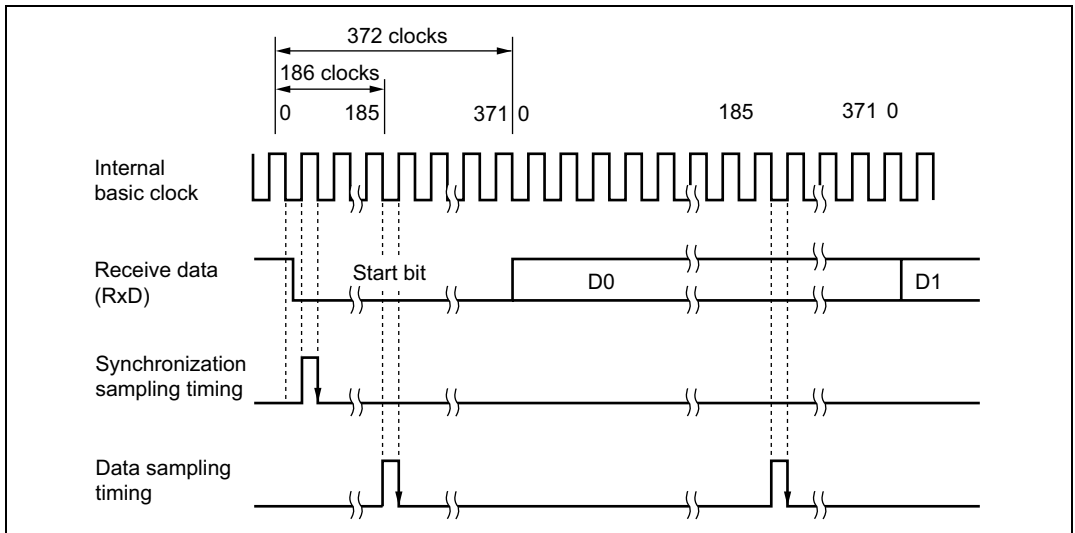 372 clocks
186 clocks
0 185 371 0 185 371 0
Internal
basic clock
Receive data
(RxD)
Start bit D0 D1
Synchronization
sampling timing
Data sampling
timing